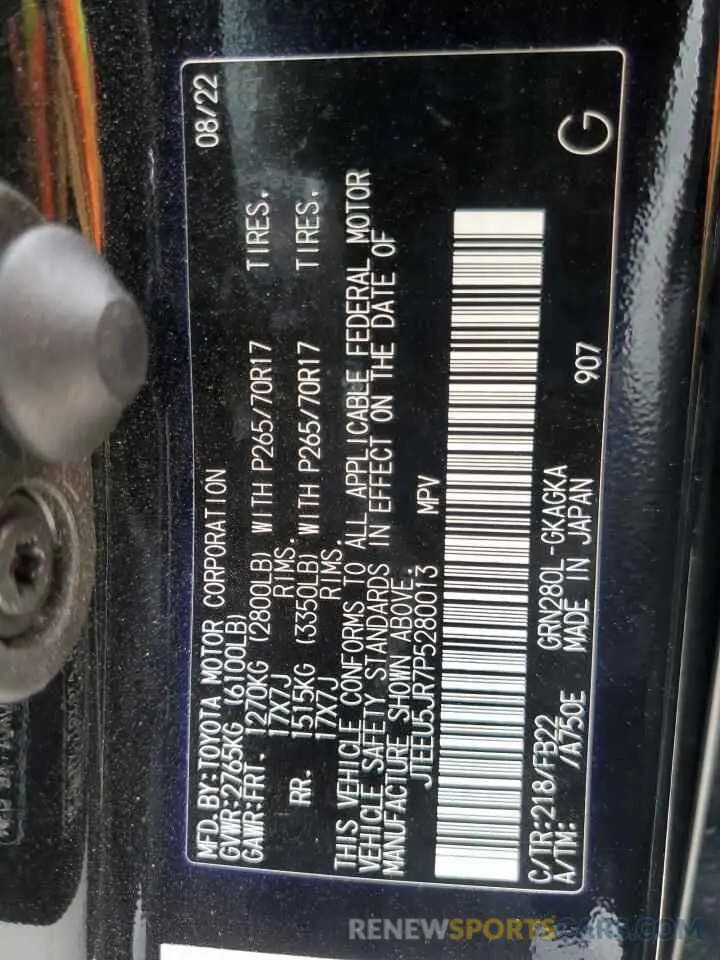 MFD.BY:TOYOTA MOTOR CORPORATION 08/22
GVWR:2765KG (6100LB)
GAWR:FRT. 1270KG (2800LB) WITH P265/70R17 TIRES.
17X7J RIMS.
RR. 1515KG (3350LB) WITH P265/70R17 TIRES.
17X7J RIMS
THIS VEHICLE CONFORMS TO ALL APPLICABLE FEDERAL MOTOR
VEHICLE SAFETY STANDARDS IN EFFECT ON THE DATE OF
MANUFACTURE SHOWN ABOVE.
JTEEU5JR7P5280013 MPV
C/TR:218/FB22 GRN280L-GKAGKA 907
A/TM: /A750E MADE IN JAPAN
G
RENEWSPORTSCARS.COM